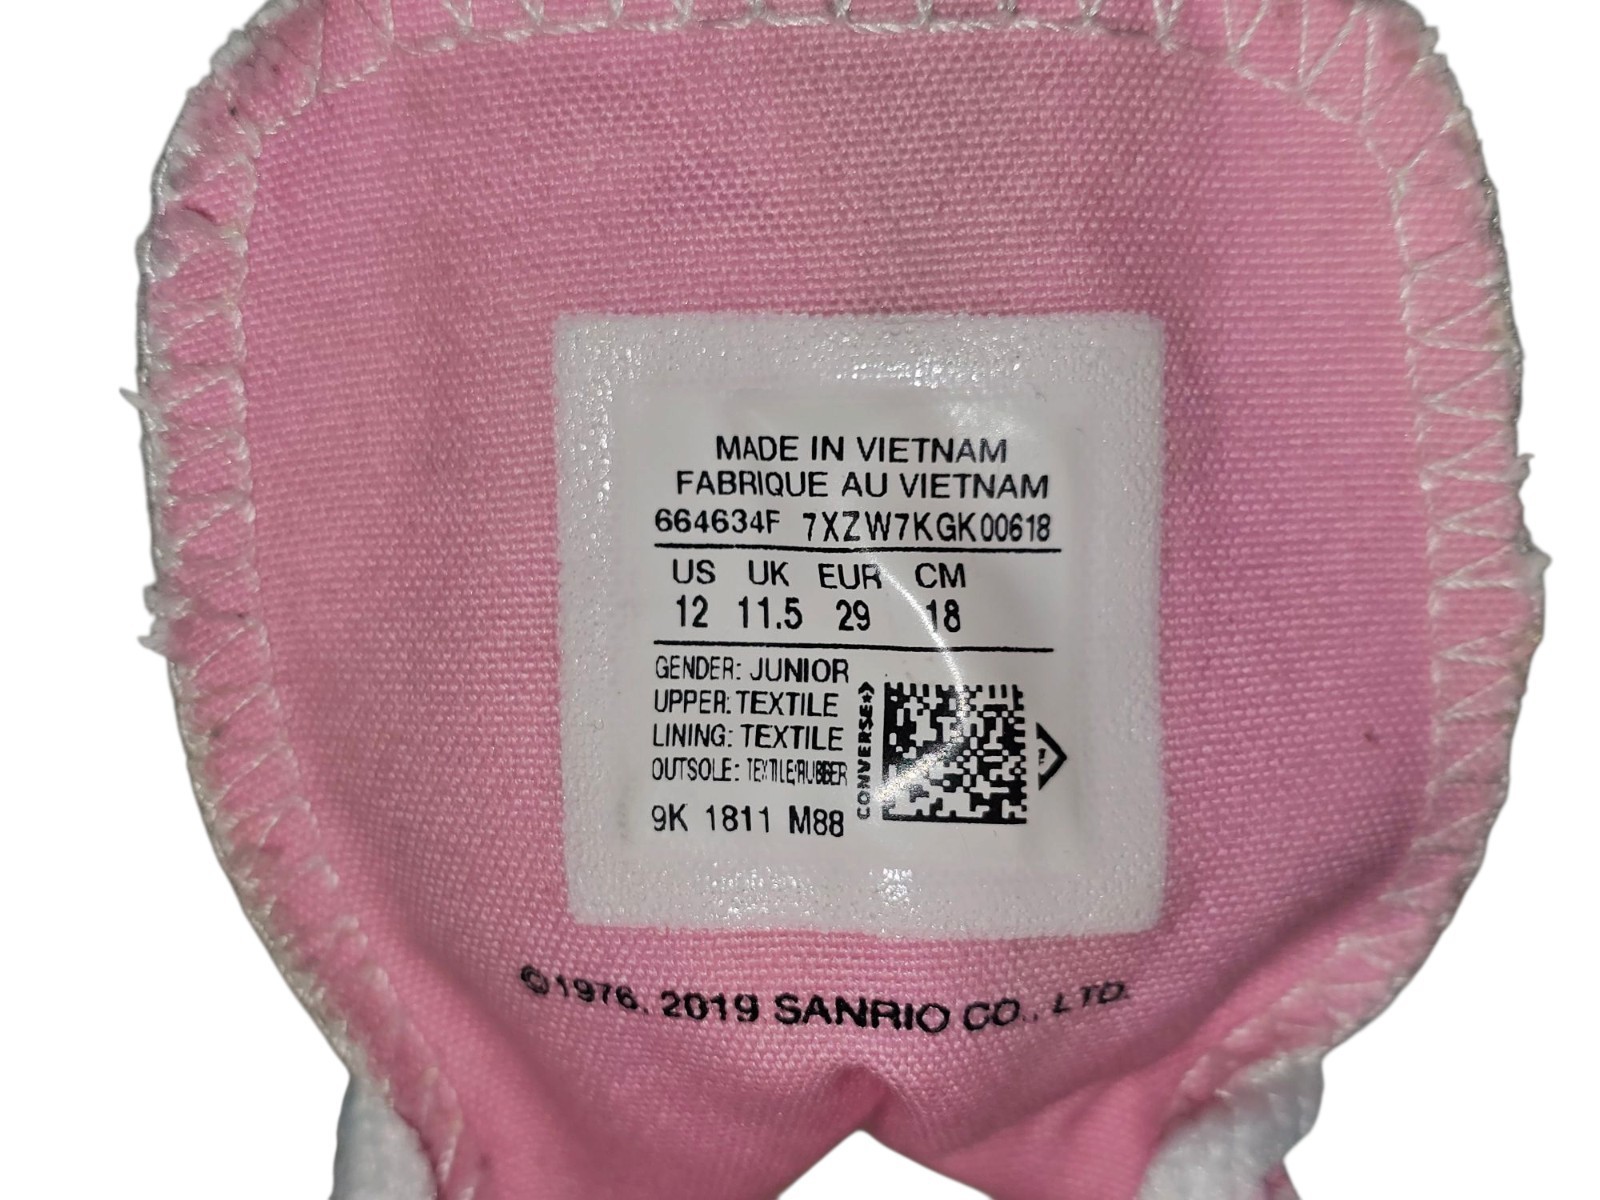 MADE IN VIETNAM
FABRIQUE AU VIETNAM
664634F 7XZW7KGK00618
US UK EUR CM
12 11.5 29 18
GENDER: JUNIOR
UPPER: TEXTILE
LINING: TEXTILE
OUTSOLE: TEXTILE/RUBBER
CONVERSE
9K 1811 M88
©1976, 2019 SANRIO CO., LTD.